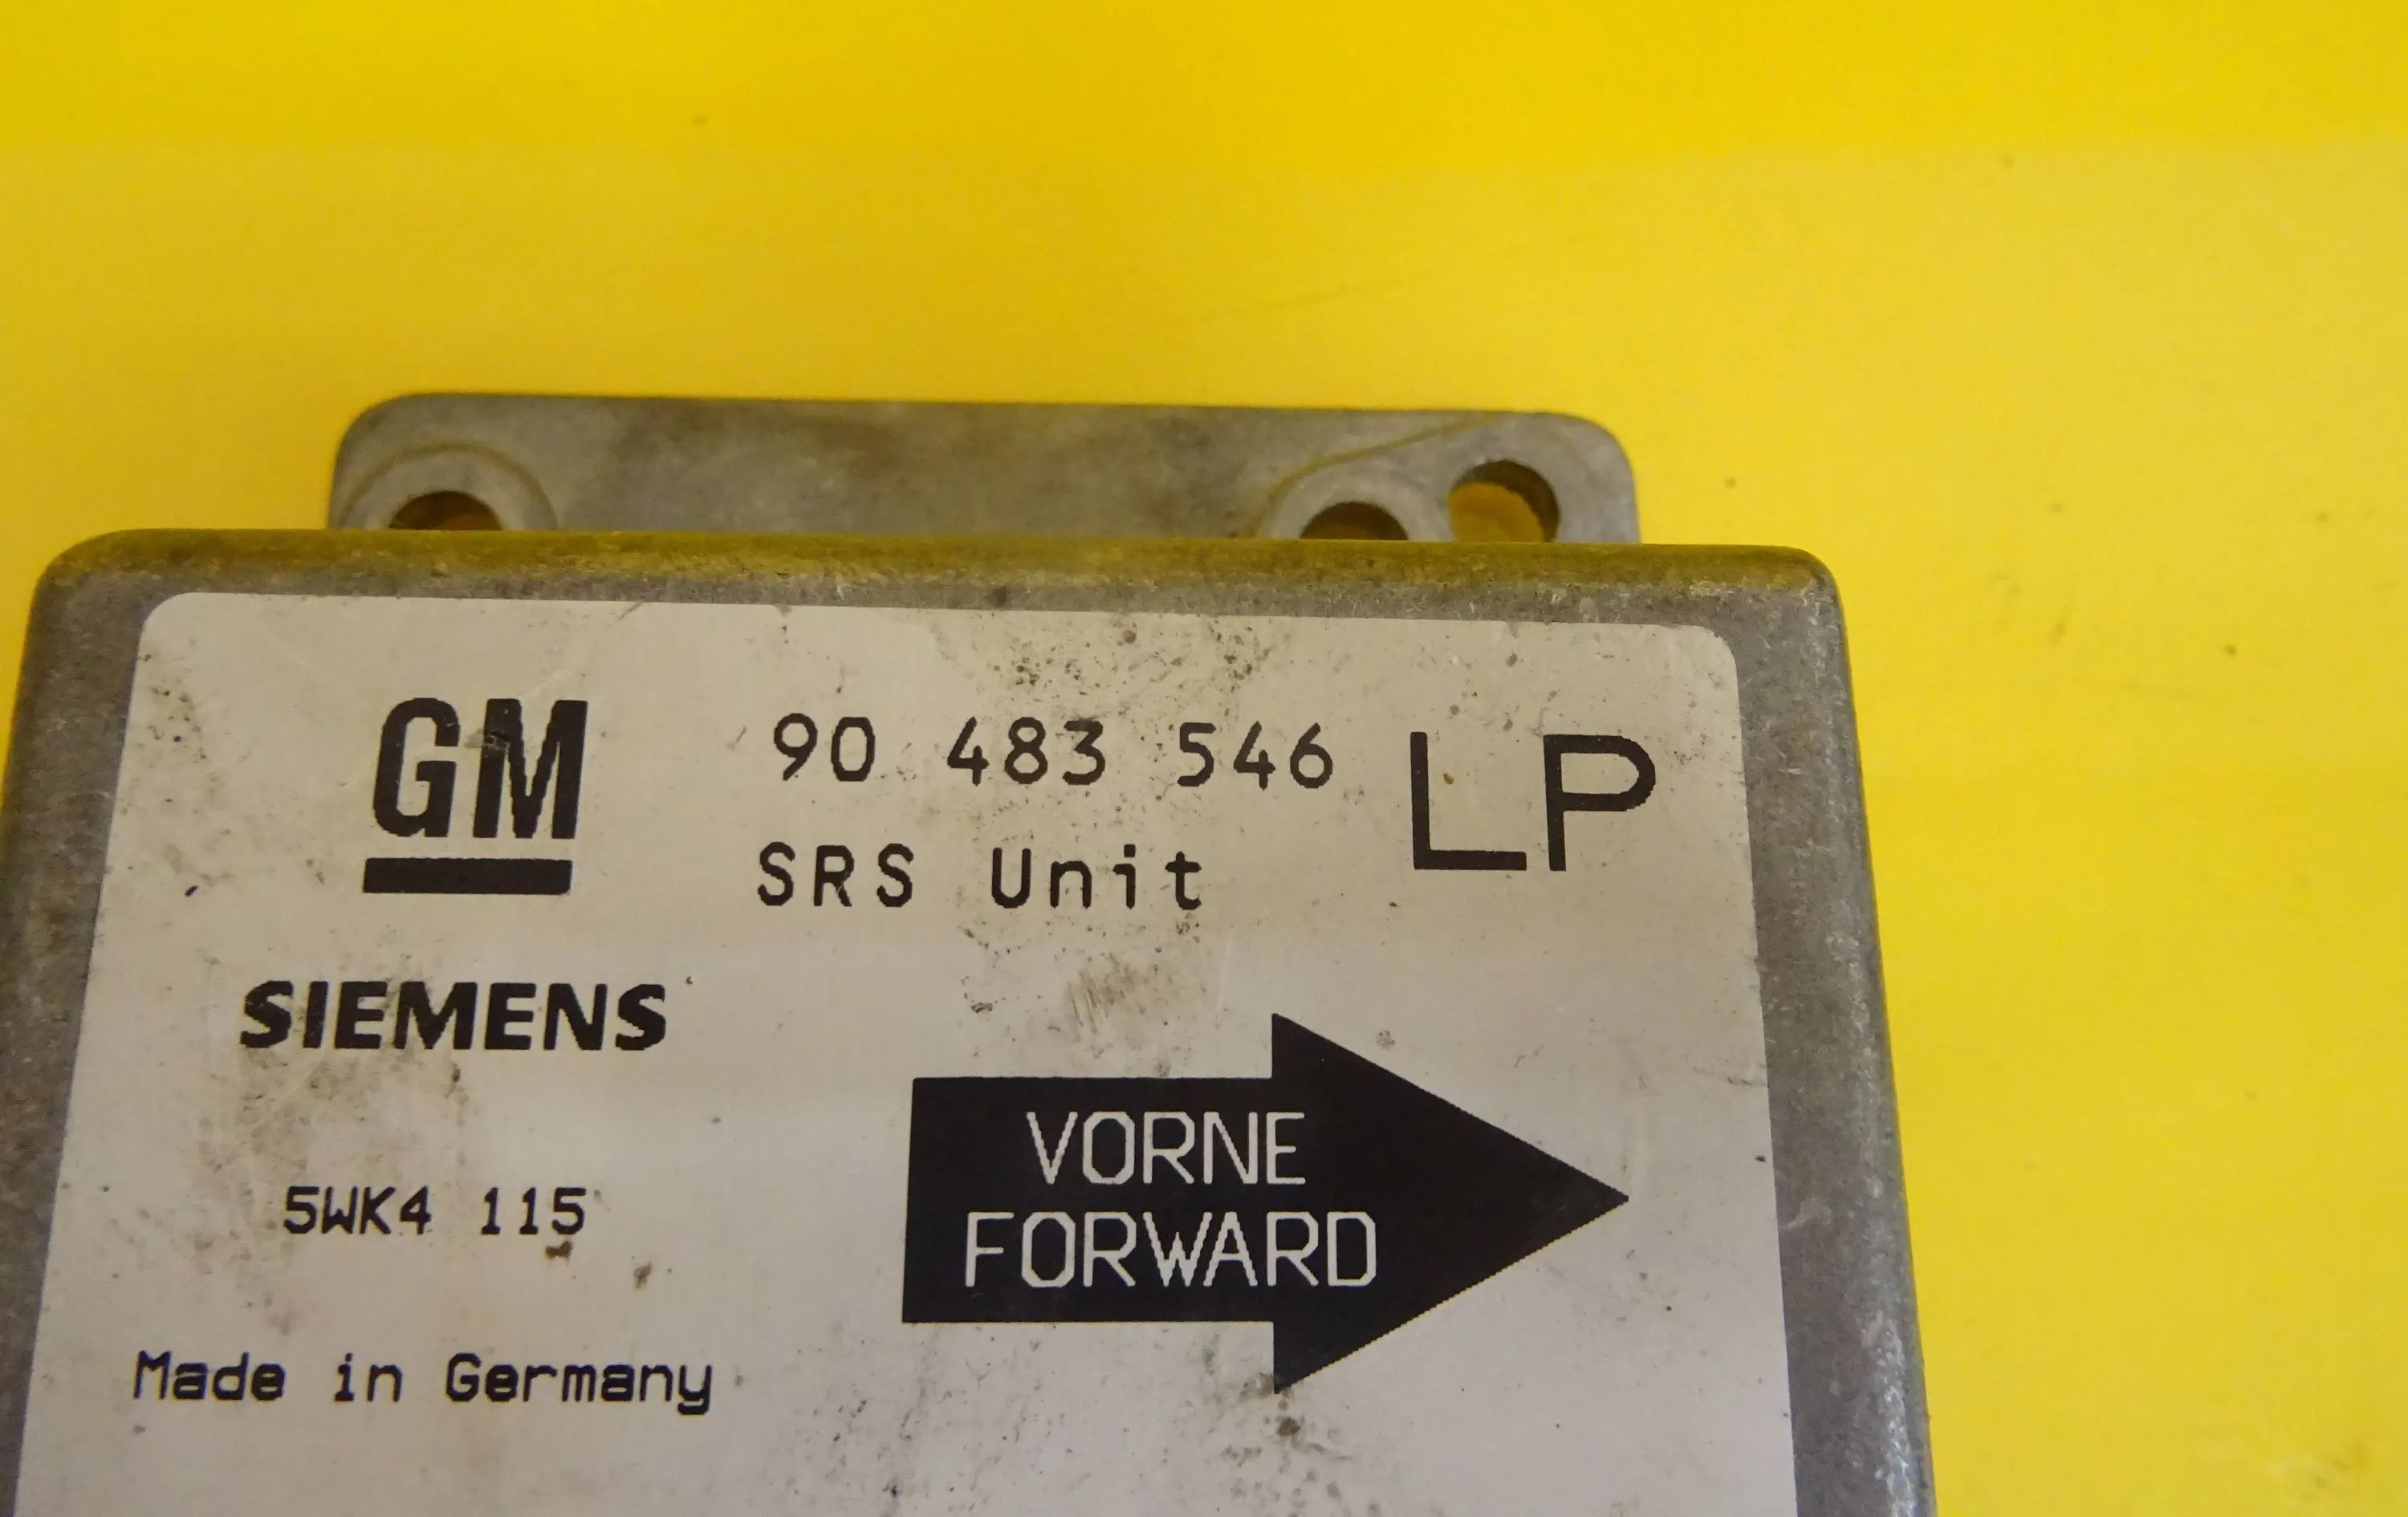 GM
90 483 546
LP
SRS Unit
SIEMENS
VORNE
FORWARD
5WK4 115
Made in Germany